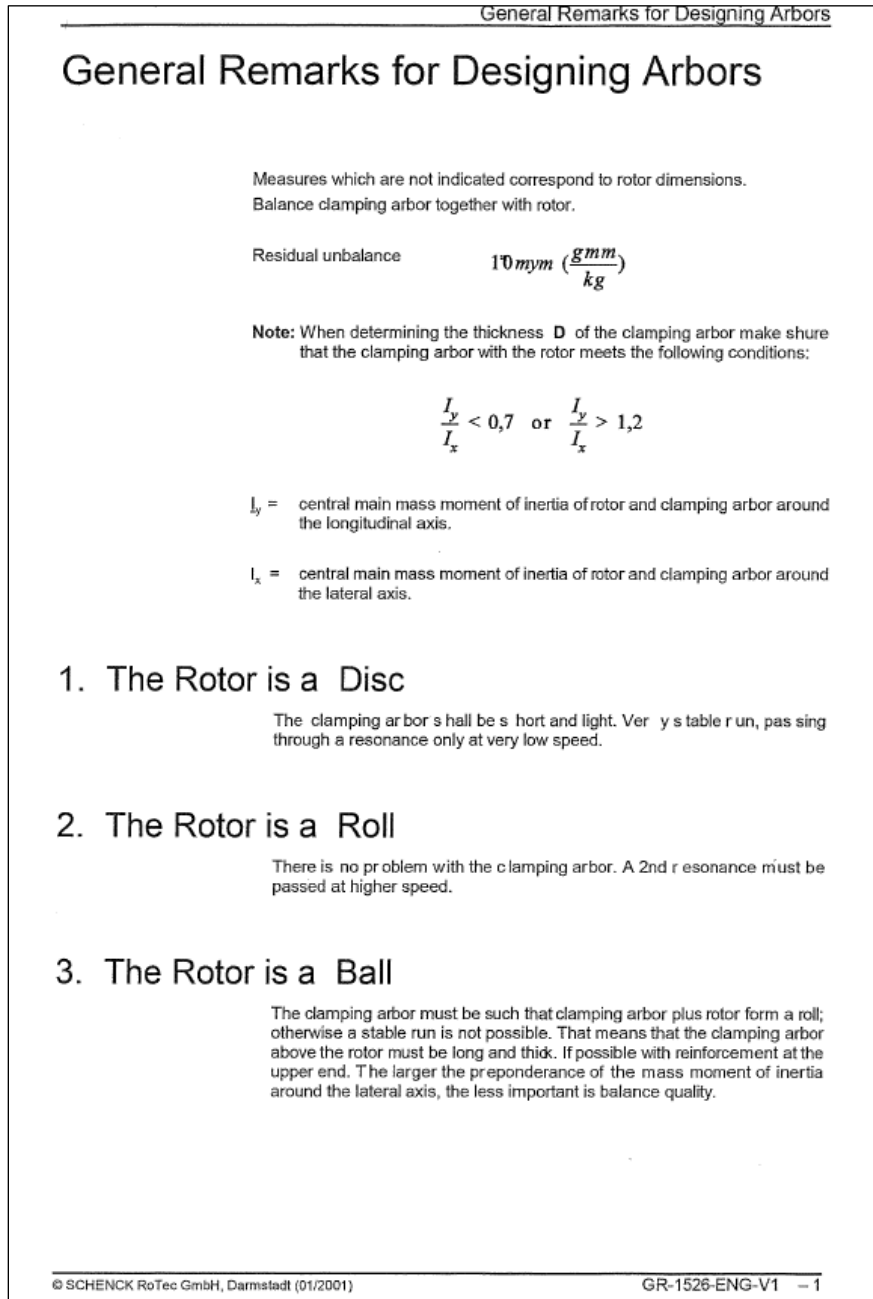 General Remarks for Designing Arbors
General Remarks for Designing Arbors
Measures which are not indicated correspond to rotor dimensions.
Balance clamping arbor together with rotor.
Residual unbalance 10 mym (gmm/kg)
Note: When determining the thickness D of the clamping arbor make shure
that the clamping arbor with the rotor meets the following conditions:
I_y/I_x < 0,7 or I_y/I_x > 1,2
I_y = central main mass moment of inertia of rotor and clamping arbor around
the longitudinal axis.
I_x = central main mass moment of inertia of rotor and clamping arbor around
the lateral axis.
1. The Rotor is a Disc
The clamping ar bor s hall be s hort and light. Ver y s table r un, pas sing
through a resonance only at very low speed.
2. The Rotor is a Roll
There is no pr oblem with the c lamping arbor. A 2nd r esonance must be
passed at higher speed.
3. The Rotor is a Ball
The clamping arbor must be such that clamping arbor plus rotor form a roll;
otherwise a stable run is not possible. That means that the clamping arbor
above the rotor must be long and thick. If possible with reinforcement at the
upper end. The larger the preponderance of the mass moment of inertia
around the lateral axis, the less important is balance quality.
© SCHENCK RoTec GmbH, Darmstadt (01/2001) GR-1526-ENG-V1 – 1